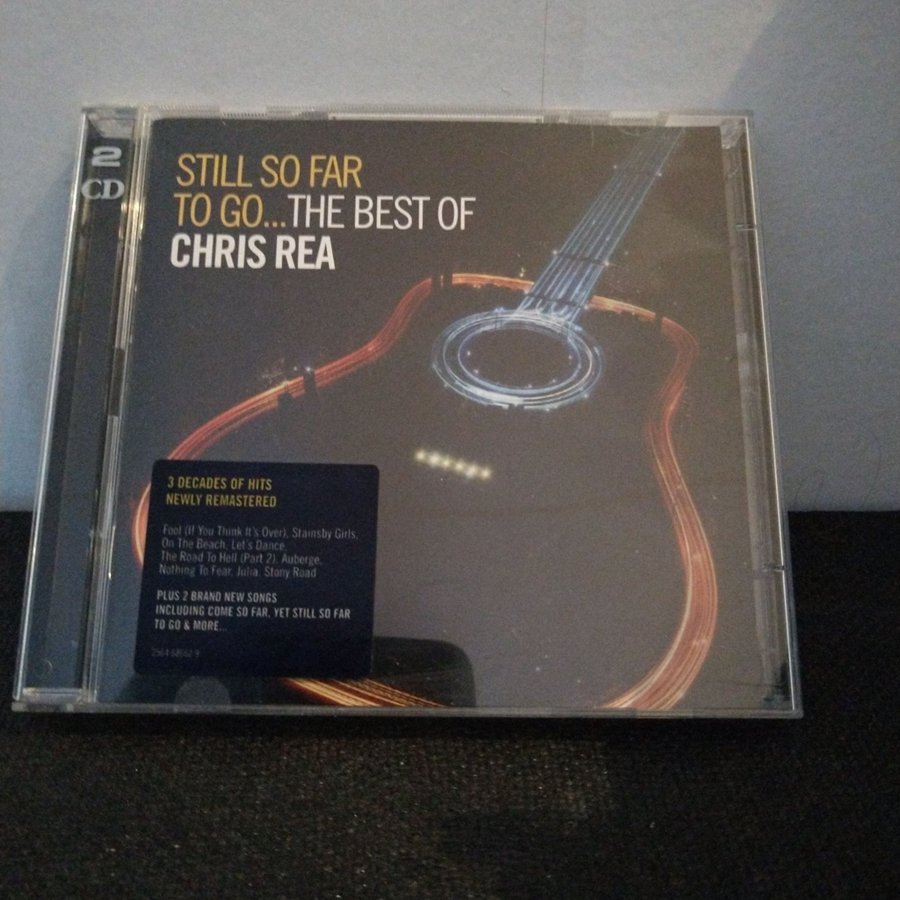 2
CD
STILL SO FAR
TO GO...THE BEST OF
CHRIS REA
3 DECADES OF HITS
NEWLY REMASTERED
Fool (If You Think It's Over), Stainsby Girls,
On The Beach, Let's Dance,
The Road To Hell (Part 2), Auberge,
Nothing To Fear, Julia, Stony Road
PLUS 2 BRAND NEW SONGS
INCLUDING COME SO FAR, YET STILL SO FAR
TO GO & MORE...